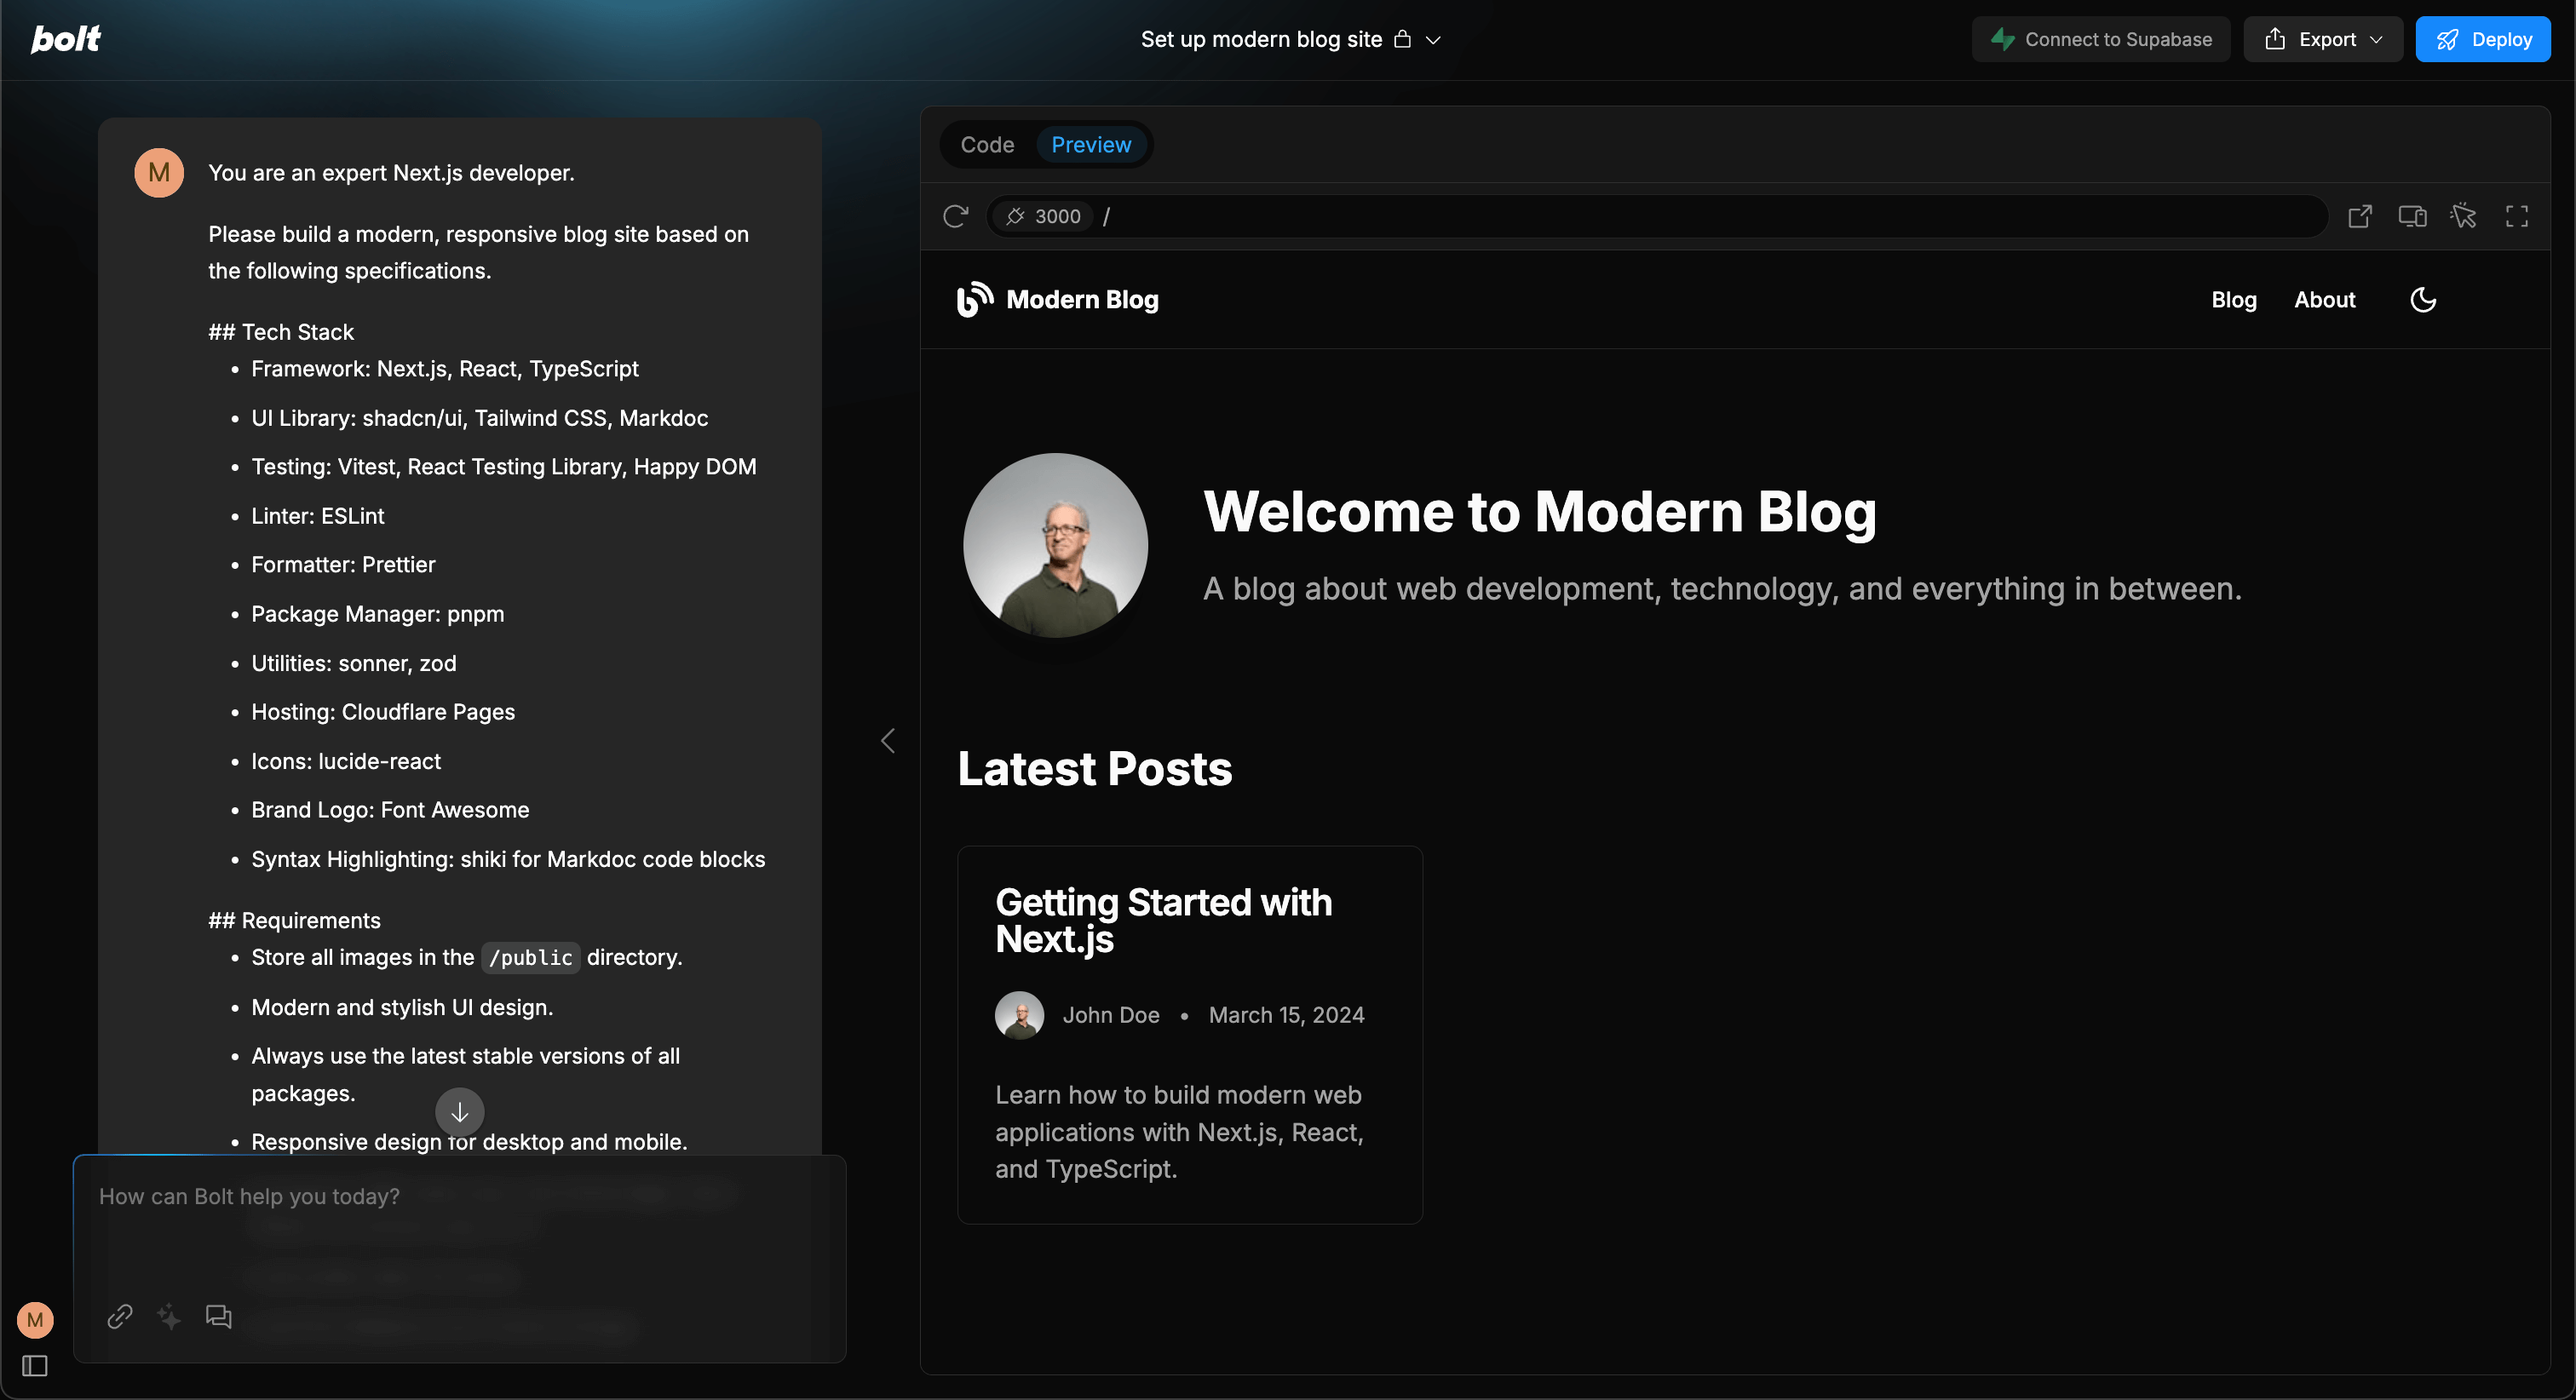 bolt
Set up modern blog site
Connect to Supabase
Export
Deploy
M
You are an expert Next.js developer.
Please build a modern, responsive blog site based on
the following specifications.
## Tech Stack
• Framework: Next.js, React, TypeScript
• UI Library: shadcn/ui, Tailwind CSS, Markdoc
• Testing: Vitest, React Testing Library, Happy DOM
• Linter: ESLint
• Formatter: Prettier
• Package Manager: pnpm
• Utilities: sonner, zod
• Hosting: Cloudflare Pages
• Icons: lucide-react
• Brand Logo: Font Awesome
• Syntax Highlighting: shiki for Markdoc code blocks
## Requirements
• Store all images in the /public directory.
• Modern and stylish UI design.
• Always use the latest stable versions of all
packages.
• Responsive design for desktop and mobile.
How can Bolt help you today?
M
Code
Preview
3000 /
Modern Blog
Blog
About
Welcome to Modern Blog
A blog about web development, technology, and everything in between.
Latest Posts
Getting Started with
Next.js
John Doe • March 15, 2024
Learn how to build modern web
applications with Next.js, React,
and TypeScript.